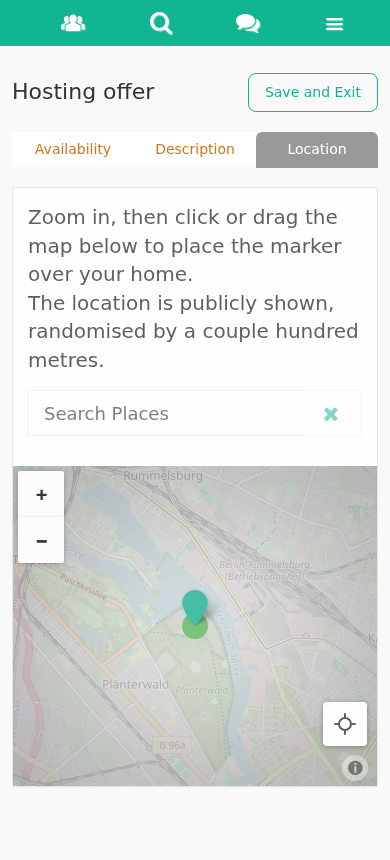 Hosting offer
Save and Exit
Availability
Description
Location
Zoom in, then click or drag the
map below to place the marker
over your home.
The location is publicly shown,
randomised by a couple hundred
metres.
Search Places
Rummelsburg
+
−
Berlin-Rummelsburg
(Betriebsbahnhof)
Puschkinallee
Plänterwald
Plänterwald
B 96a